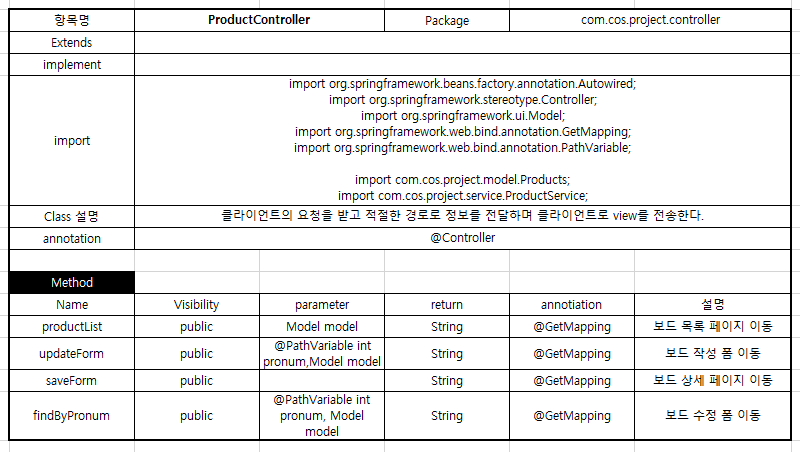 항목명 ProductController Package com.cos.project.controller
Extends
implement
import
import org.springframework.beans.factory.annotation.Autowired;
import org.springframework.stereotype.Controller;
import org.springframework.ui.Model;
import org.springframework.web.bind.annotation.GetMapping;
import org.springframework.web.bind.annotation.PathVariable;
import com.cos.project.model.Products;
import com.cos.project.service.ProductService;
Class 설명 클라이언트의 요청을 받고 적절한 경로로 정보를 전달하며 클라이언트로 view를 전송한다.
annotation @Controller
Method
Name Visibility parameter return annotiation 설명
productList public Model model String @GetMapping 보드 목록 페이지 이동
updateForm public @PathVariable int
pronum,Model model String @GetMapping 보드 작성 폼 이동
saveForm public String @GetMapping 보드 상세 페이지 이동
findByPronum public @PathVariable int
pronum, Model
model String @GetMapping 보드 수정 폼 이동